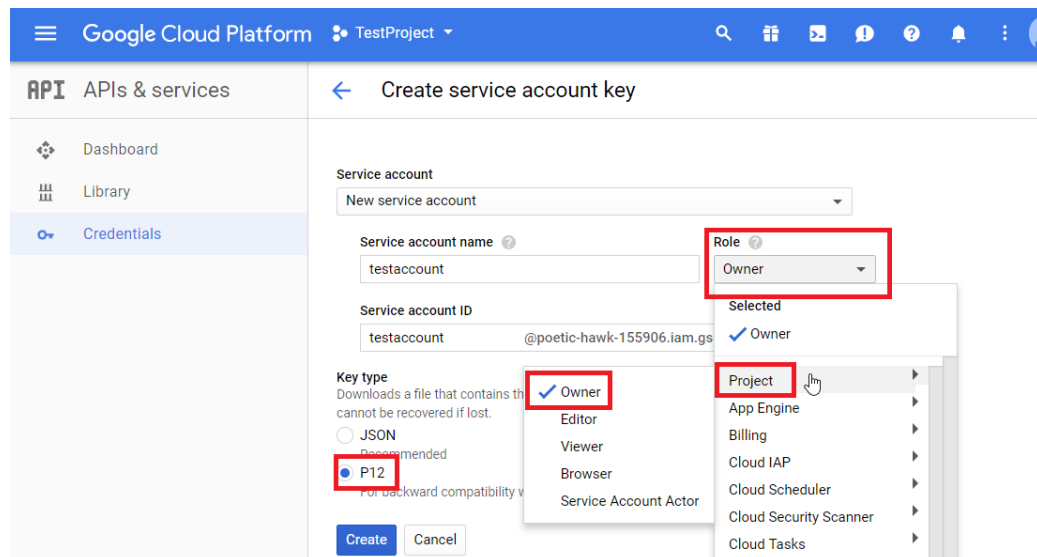 Google Cloud Platform TestProject
API APIs & services
Create service account key
Dashboard
Library
Credentials
Service account
New service account
Service account name
testaccount
Role
Owner
Service account ID
testaccount @poetic-hawk-155906.iam.gs
Selected
Owner
Project
App Engine
Billing
Cloud IAP
Cloud Scheduler
Cloud Security Scanner
Cloud Tasks
Owner
Editor
Viewer
Browser
Service Account Actor
Key type
Downloads a file that contains th
cannot be recovered if lost.
JSON
Recommended
P12
For backward compatibility w
Create Cancel